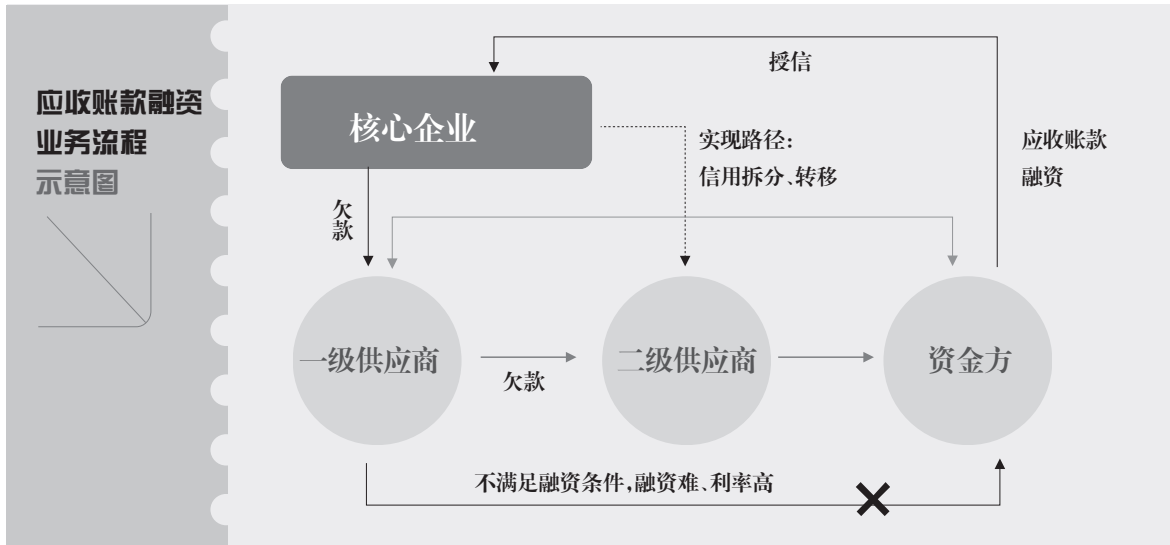 应收账款融资
业务流程
示意图
授信
核心企业
实现路径:
信用拆分、转移
应收账款
融资
欠款
一级供应商
欠款
二级供应商
资金方
不满足融资条件,融资难、利率高